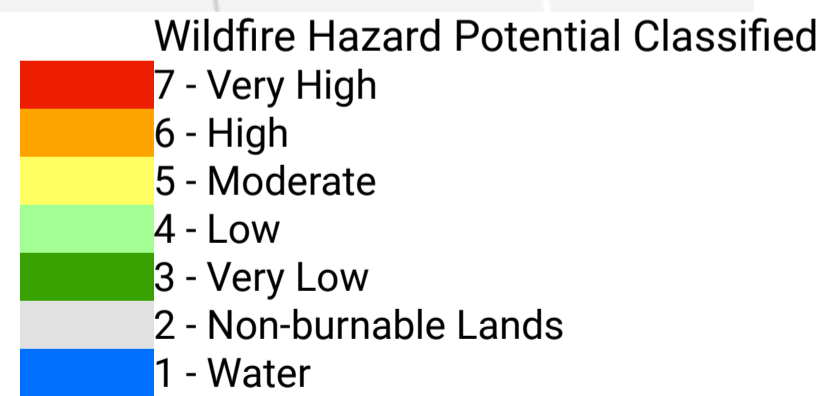 Wildfire Hazard Potential Classified
7 - Very High
6 - High
5 - Moderate
4 - Low
3 - Very Low
2 - Non-burnable Lands
1 - Water